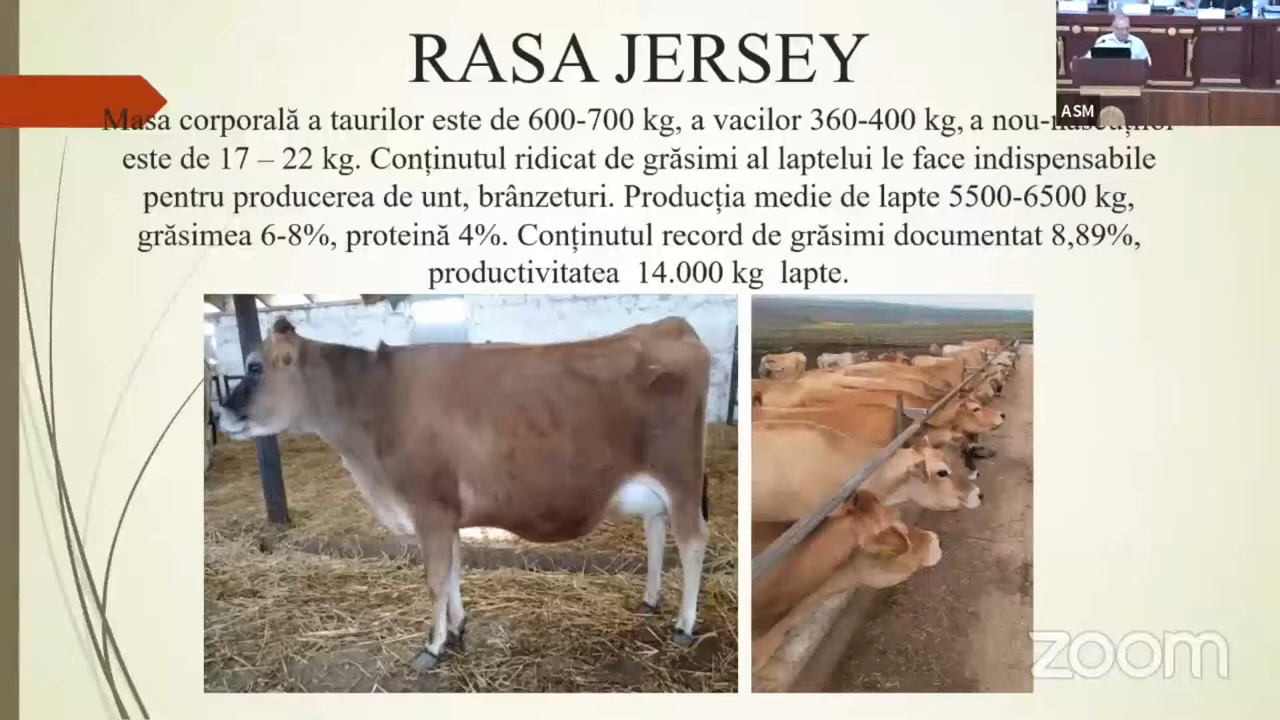 RASA JERSEY
ASM
Masa corporală a taurilor este de 600-700 kg, a vacilor 360-400 kg, a nou-născuților
este de 17 – 22 kg. Conținutul ridicat de grăsimi al laptelui le face indispensabile
pentru producerea de unt, brânzeturi. Producția medie de lapte 5500-6500 kg,
grăsimea 6-8%, proteină 4%. Conținutul record de grăsimi documentat 8,89%,
productivitatea 14.000 kg lapte.
zoom